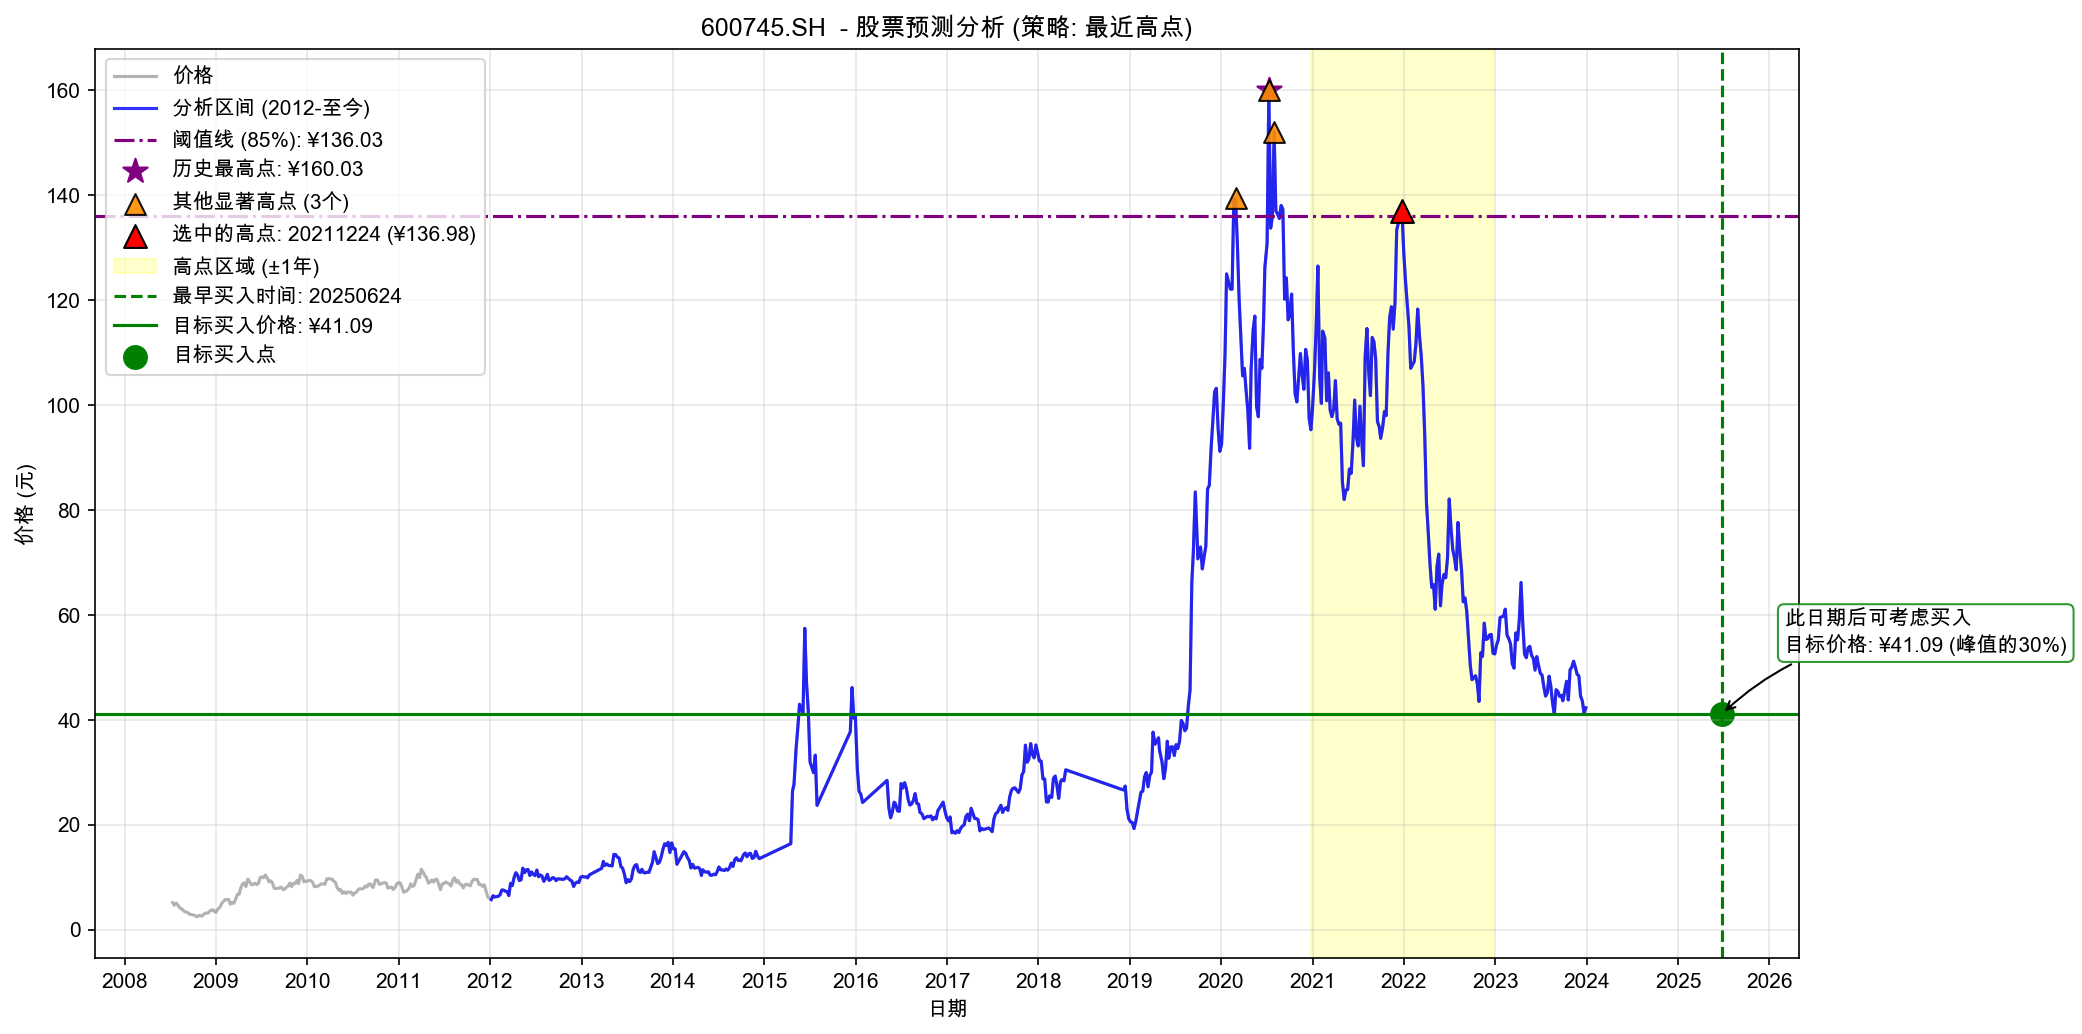 600745.SH - 股票预测分析 (策略: 最近高点)
价格
分析区间 (2012-至今)
阈值线 (85%): ¥136.03
历史最高点: ¥160.03
其他显著高点 (3个)
选中的高点: 20211224 (¥136.98)
高点区域 (±1年)
最早买入时间: 20250624
目标买入价格: ¥41.09
目标买入点
160
140
120
100
80
60
40
20
0
价格 (元)
此日期后可考虑买入
目标价格: ¥41.09 (峰值的30%)
2008 2009 2010 2011 2012 2013 2014 2015 2016 2017 2018 2019 2020 2021 2022 2023 2024 2025 2026
日期